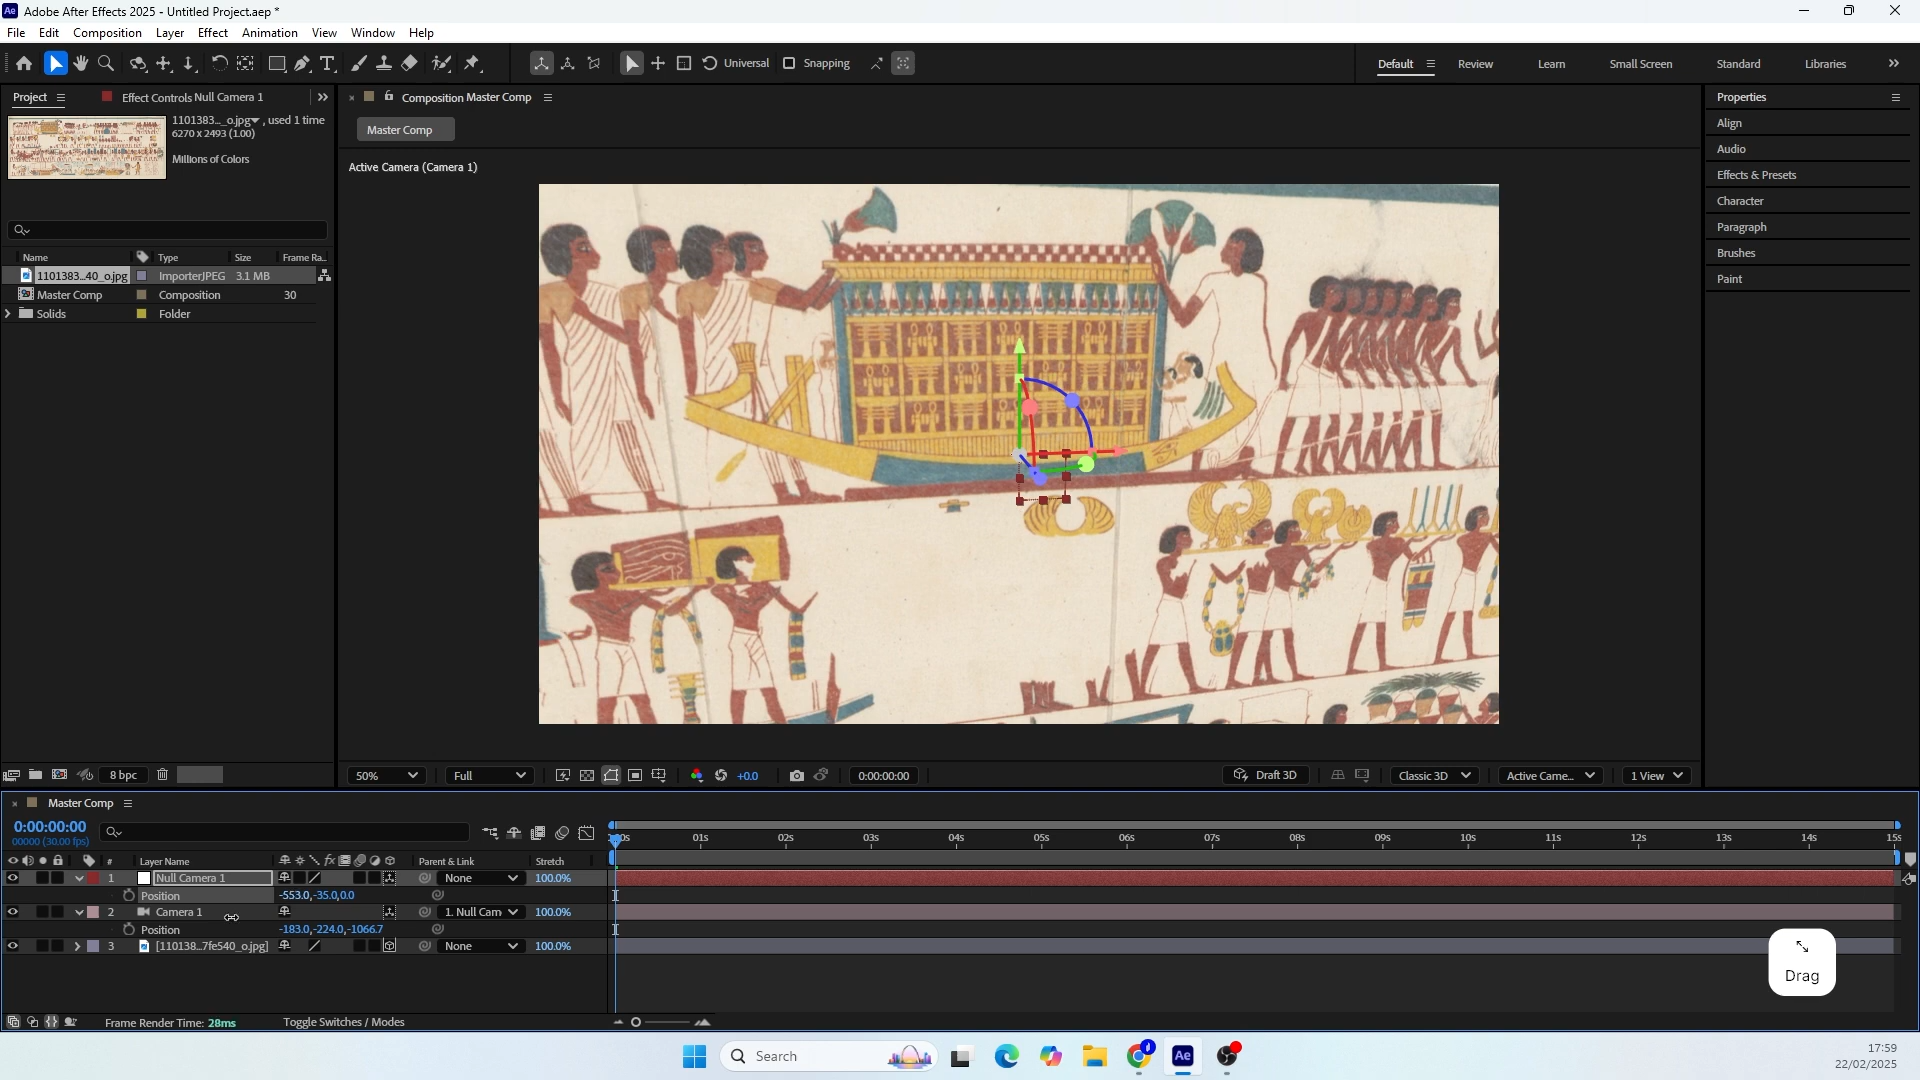 Adobe After Effects 2025 - Untitled Project.aep *
File Edit Composition Layer Effect Animation View Window Help
Universal Snapping Default Review Learn Small Screen Standard Libraries
Project Effect Controls Null Camera 1
Composition Master Comp
Properties
1101383..._o.jpg , used 1 time
6270 x 2493 (1.00)
Millions of Colors
Master Comp
Active Camera (Camera 1)
Align
Audio
Effects & Presets
Character
Paragraph
Brushes
Paint
Name Type Size Frame Ra..
1101383...40_o.jpg ImporterJPEG 3.1 MB
Master Comp Composition 30
Solids Folder
8 bpc
50% Full +0.0 0:00:00:00 Draft 3D Classic 3D Active Came... 1 View
Master Comp
0:00:00:00
00000 (30.00 fps)
01s 02s 03s 04s 05s 06s 07s 08s 09s 10s 11s 12s 13s 14s 15s
# Layer Name Parent & Link Stretch
1 Null Camera 1 None 100.0%
Position -553.0,-35.0,0.0
2 Camera 1 1. Null Cam 100.0%
Position -183.0,-224.0,-1066.7
3 [110138...7fe540_o.jpg] None 100.0%
Drag
Frame Render Time: 28ms Toggle Switches / Modes
Search
17:59
22/02/2025